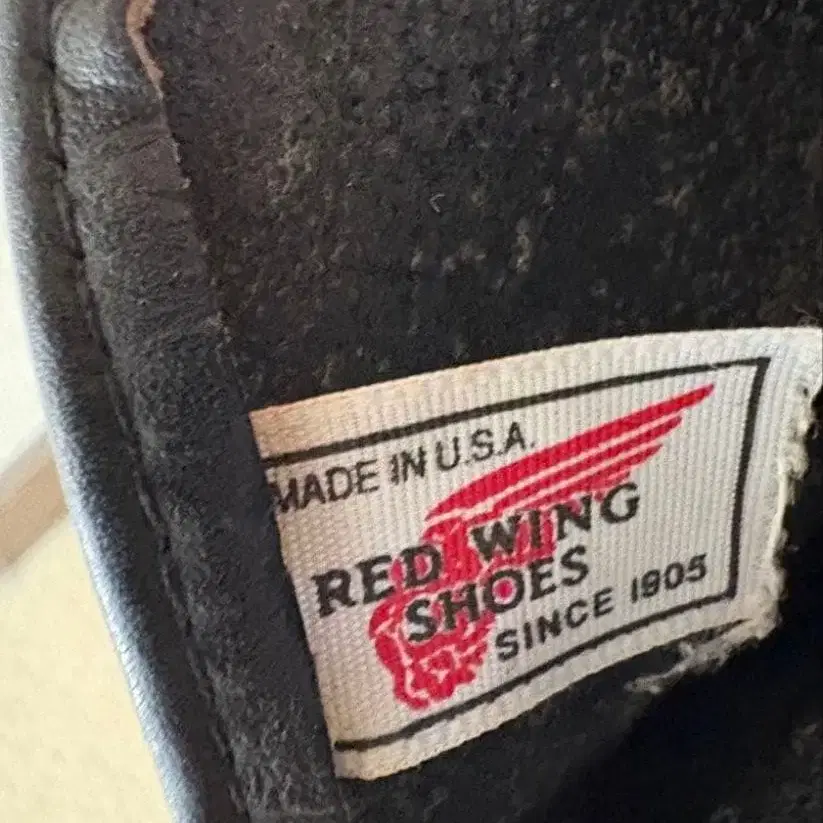 MADE IN U.S.A.
RED WING
SHOES
SINCE 1905